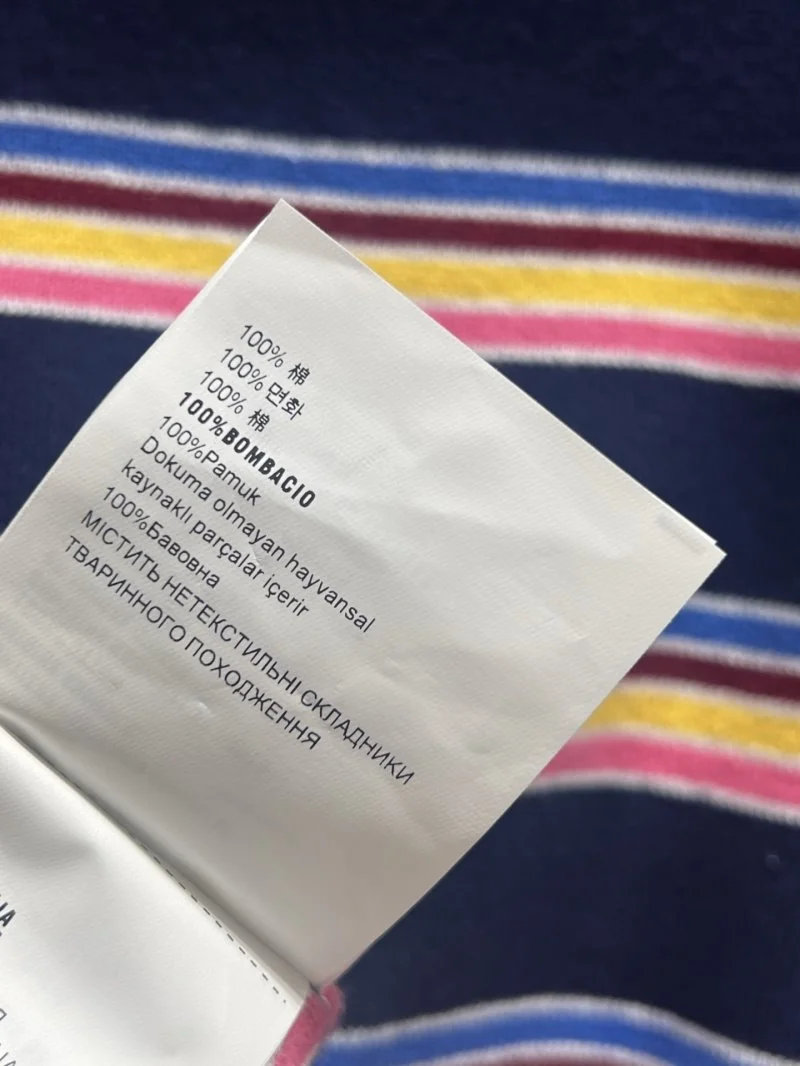 100% 棉
100% 면화
100% 棉
100%BOMBACIO
100%Pamuk
Dokuma olmayan hayvansal
kaynaklı parçalar içerir
100%Бавовна
МІСТИТЬ НЕТЕКСТИЛЬНІ СКЛАДНИКИ
ТВАРИННОГО ПОХОДЖЕННЯ